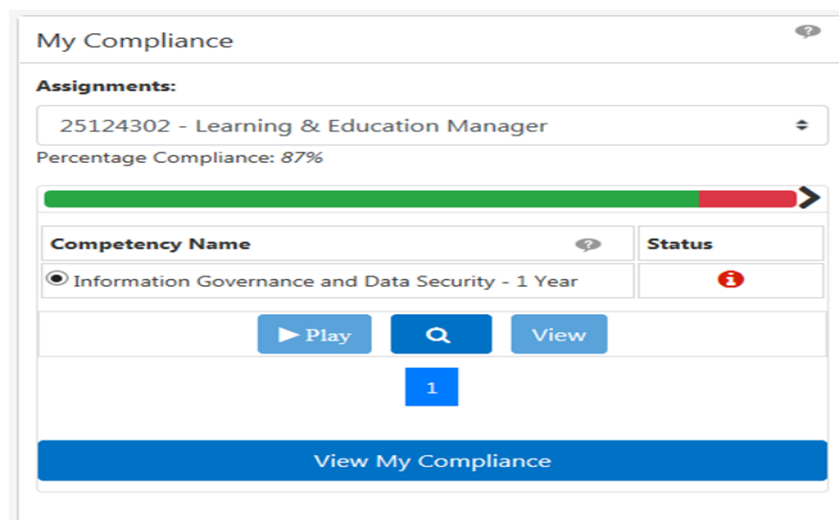 My Compliance
Assignments:
25124302 - Learning & Education Manager
Percentage Compliance: 87%
Competency Name Status
Information Governance and Data Security - 1 Year
Play View
1
View My Compliance